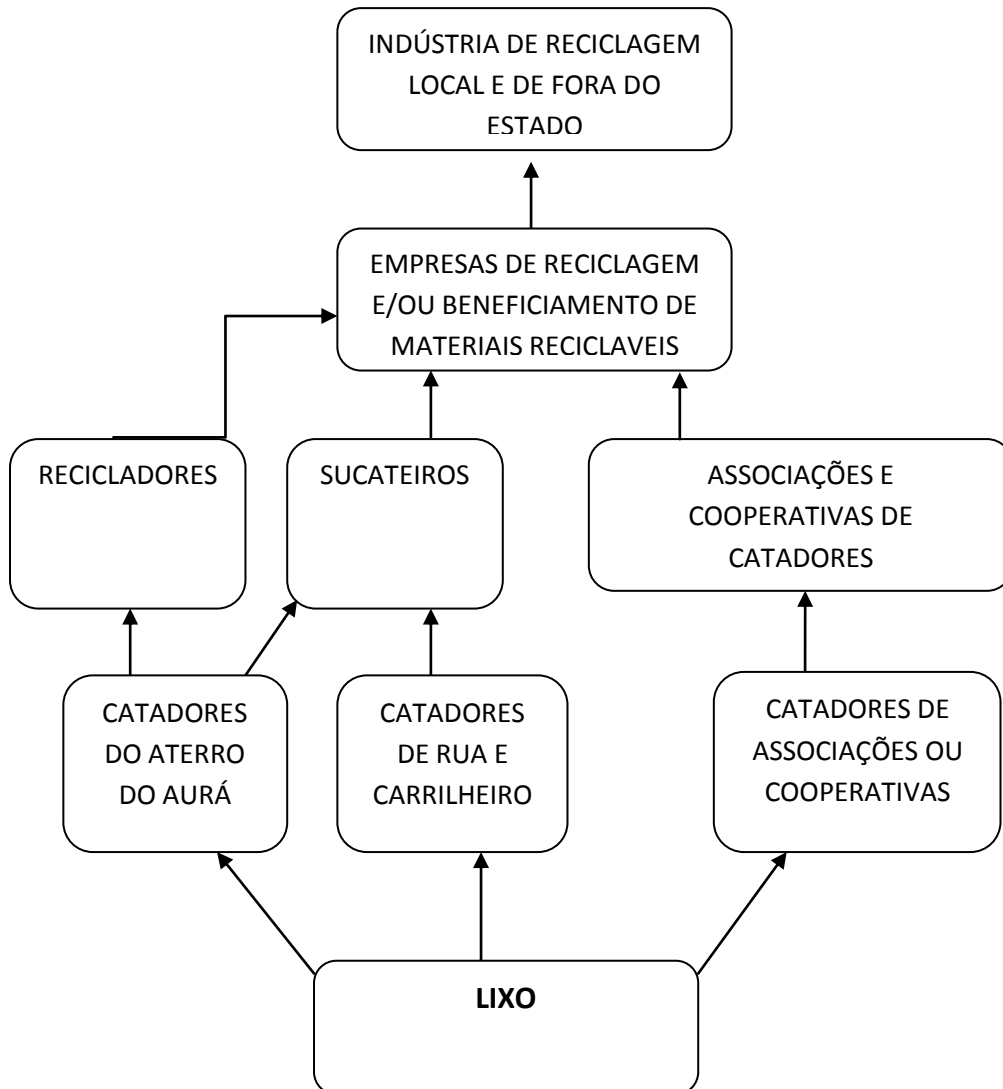 INDÚSTRIA DE RECICLAGEM
LOCAL E DE FORA DO
ESTADO
EMPRESAS DE RECICLAGEM
E/OU BENEFICIAMENTO DE
MATERIAIS RECICLAVEIS
RECICLADORES
SUCATEIROS
ASSOCIAÇÕES E
COOPERATIVAS DE
CATADORES
CATADORES
DO ATERRO
DO AURÁ
CATADORES
DE RUA E
CARRILHEIRO
CATADORES DE
ASSOCIAÇÕES OU
COOPERATIVAS
LIXO